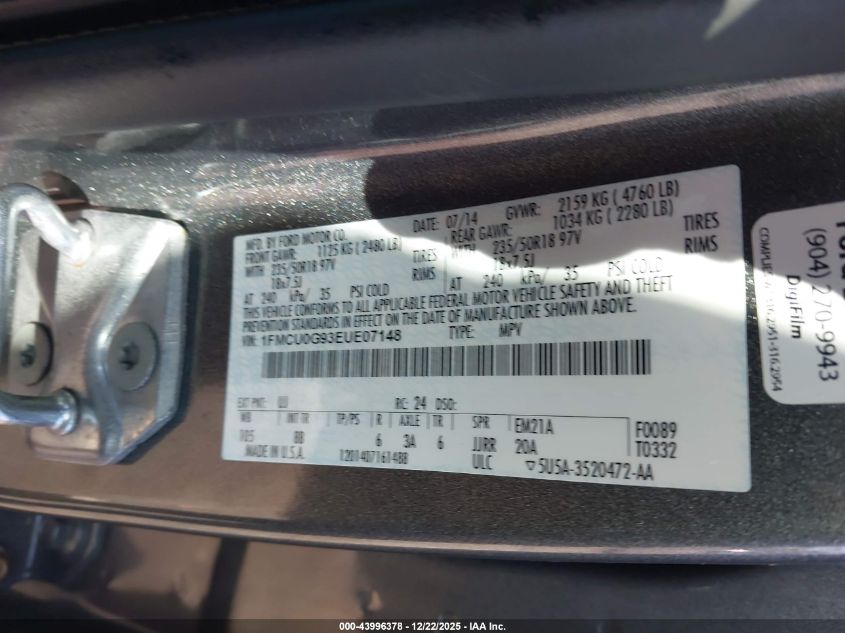 MFD. BY FORD MOTOR CO.
DATE: 07/14 GVWR: 2159 KG ( 4760 LB)
FRONT GAWR: 1125 KG ( 2480 LB)
REAR GAWR: 1034 KG ( 2280 LB)
WITH 235/50R18 97V TIRES
WITH 235/50R18 97V TIRES
18x7.5J RIMS
18x7.5J RIMS
AT 240 kPa/ 35 PSI COLD
AT 240 kPa/ 35 PSI COLD
THIS VEHICLE CONFORMS TO ALL APPLICABLE FEDERAL MOTOR VEHICLE SAFETY AND THEFT
PREVENTION STANDARDS IN EFFECT ON THE DATE OF MANUFACTURE SHOWN ABOVE.
VIN: 1FMCU0G93EUE07148 TYPE: MPV
EXT PNT: UJ RC: 24 DSO:
WB INT TR TP/PS R AXLE TR SPR EM21A F0089
105 BB 6 3A 6 JJRR 20A T0332
MADE IN U.S.A. 12014071614BB ULC 5U5A-3520472-AA
(904) 270-9943
DigiFilm
000-43996378 - 12/22/2025 - IAA Inc.